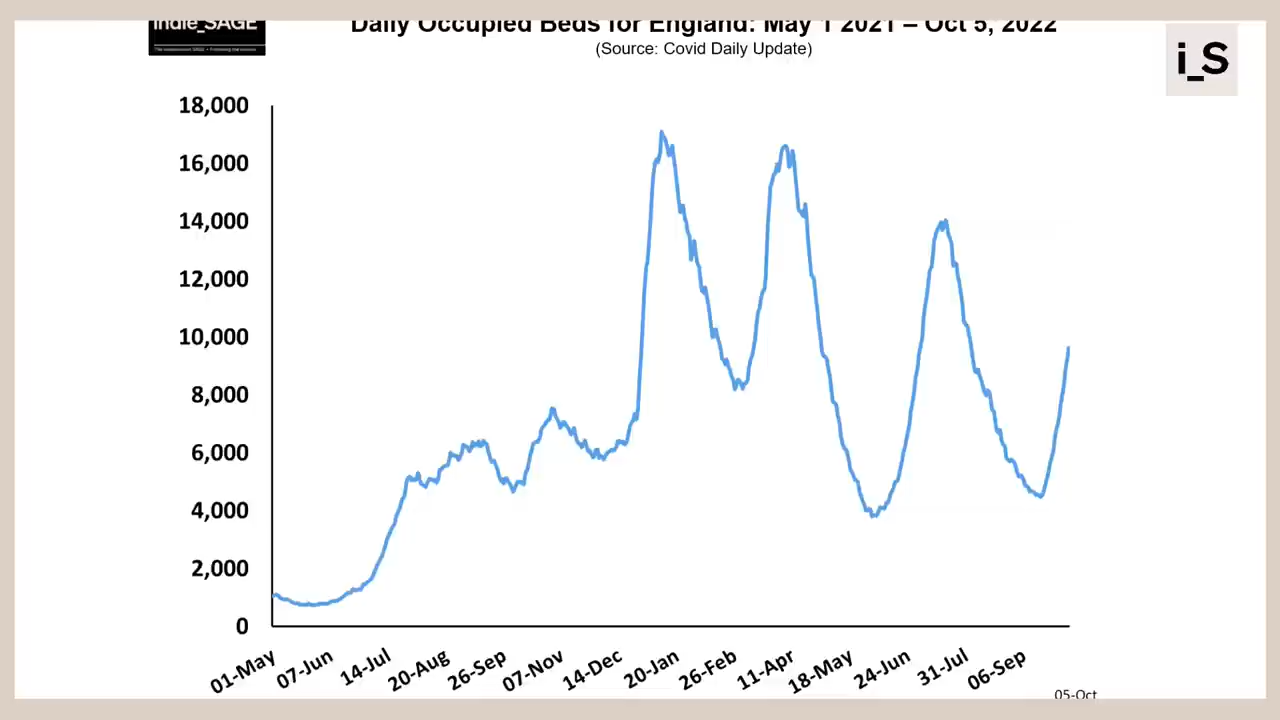 Indie_SAGE
Daily Occupied Beds for England: May 1 2021 – Oct 5, 2022
(Source: Covid Daily Update)
i_S
18,000
16,000
14,000
12,000
10,000
8,000
6,000
4,000
2,000
0
01-May
07-Jun
14-Jul
20-Aug
26-Sep
07-Nov
14-Dec
20-Jan
26-Feb
11-Apr
18-May
24-Jun
31-Jul
06-Sep
05-Oct